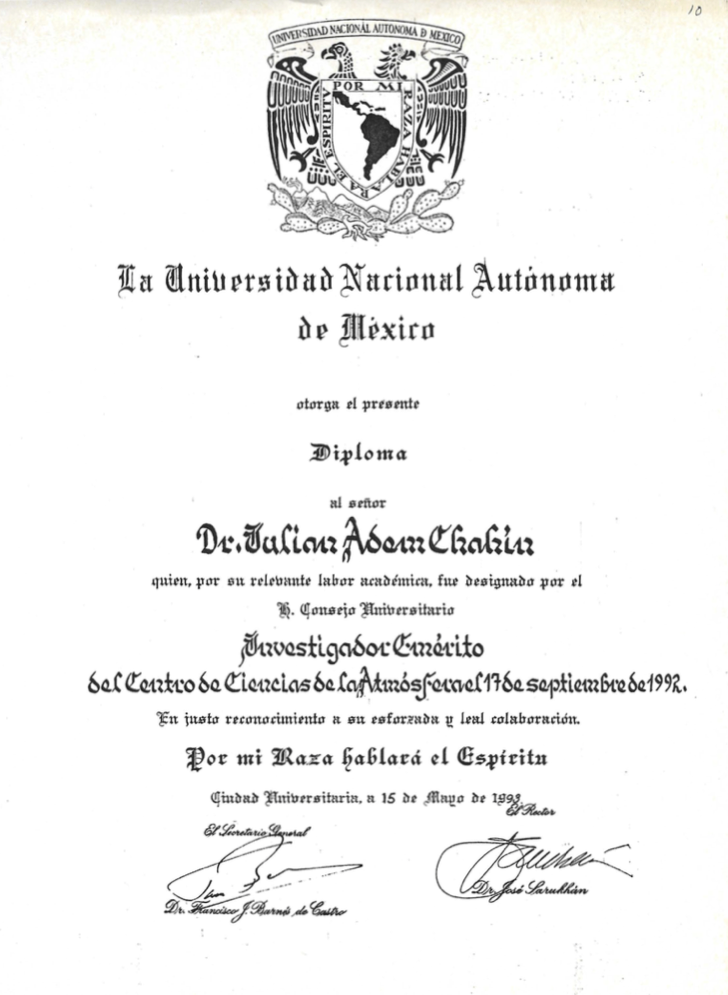 10
UNIVERSIDAD NACIONAL AUTONOMA D MEXICO
POR MI RAZA HABLARA EL ESPIRITU
La Universidad Nacional Autónoma
de México
otorga el presente
Diploma
al señor
Dr. Julian Adem Chahín
quien, por su relevante labor académica, fue designado por el
H. Consejo Universitario
Investigador Emérito
del Centro de Ciencias de la Atmósfera el 17 de septiembre de 1992.
En justo reconocimiento a su esforzada y leal colaboración.
Por mi Raza hablará el Espíritu
Ciudad Universitaria, a 15 de Mayo de 1993.
El Rector
El Secretario General
Dr. José Sarukhán
Dr. Francisco J. Barnés de Castro